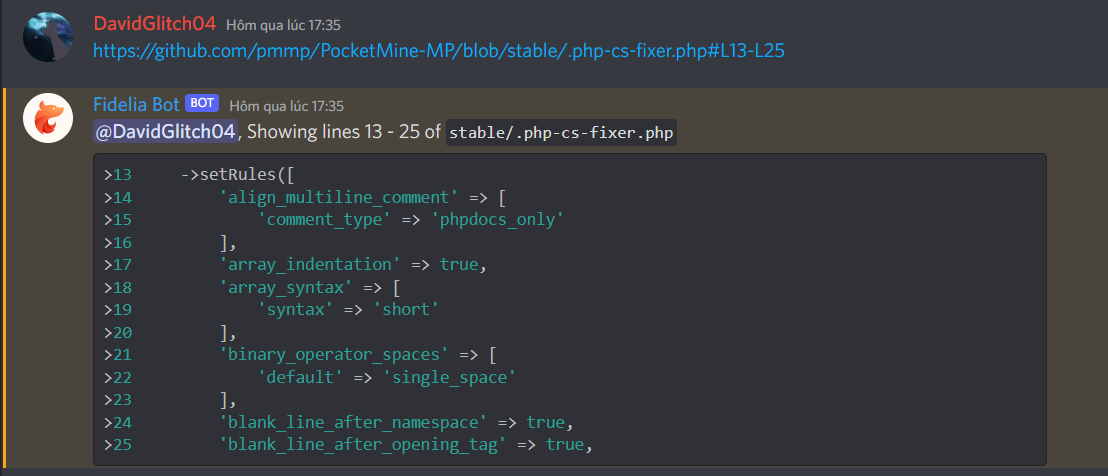 DavidGlitch04 Hôm qua lúc 17:35
https://github.com/pmmp/PocketMine-MP/blob/stable/.php-cs-fixer.php#L13-L25
Fidelia Bot BOT Hôm qua lúc 17:35
@DavidGlitch04, Showing lines 13 - 25 of stable/.php-cs-fixer.php
>13     ->setRules([
>14         'align_multiline_comment' => [
>15             'comment_type' => 'phpdocs_only'
>16         ],
>17         'array_indentation' => true,
>18         'array_syntax' => [
>19             'syntax' => 'short'
>20         ],
>21         'binary_operator_spaces' => [
>22             'default' => 'single_space'
>23         ],
>24         'blank_line_after_namespace' => true,
>25         'blank_line_after_opening_tag' => true,